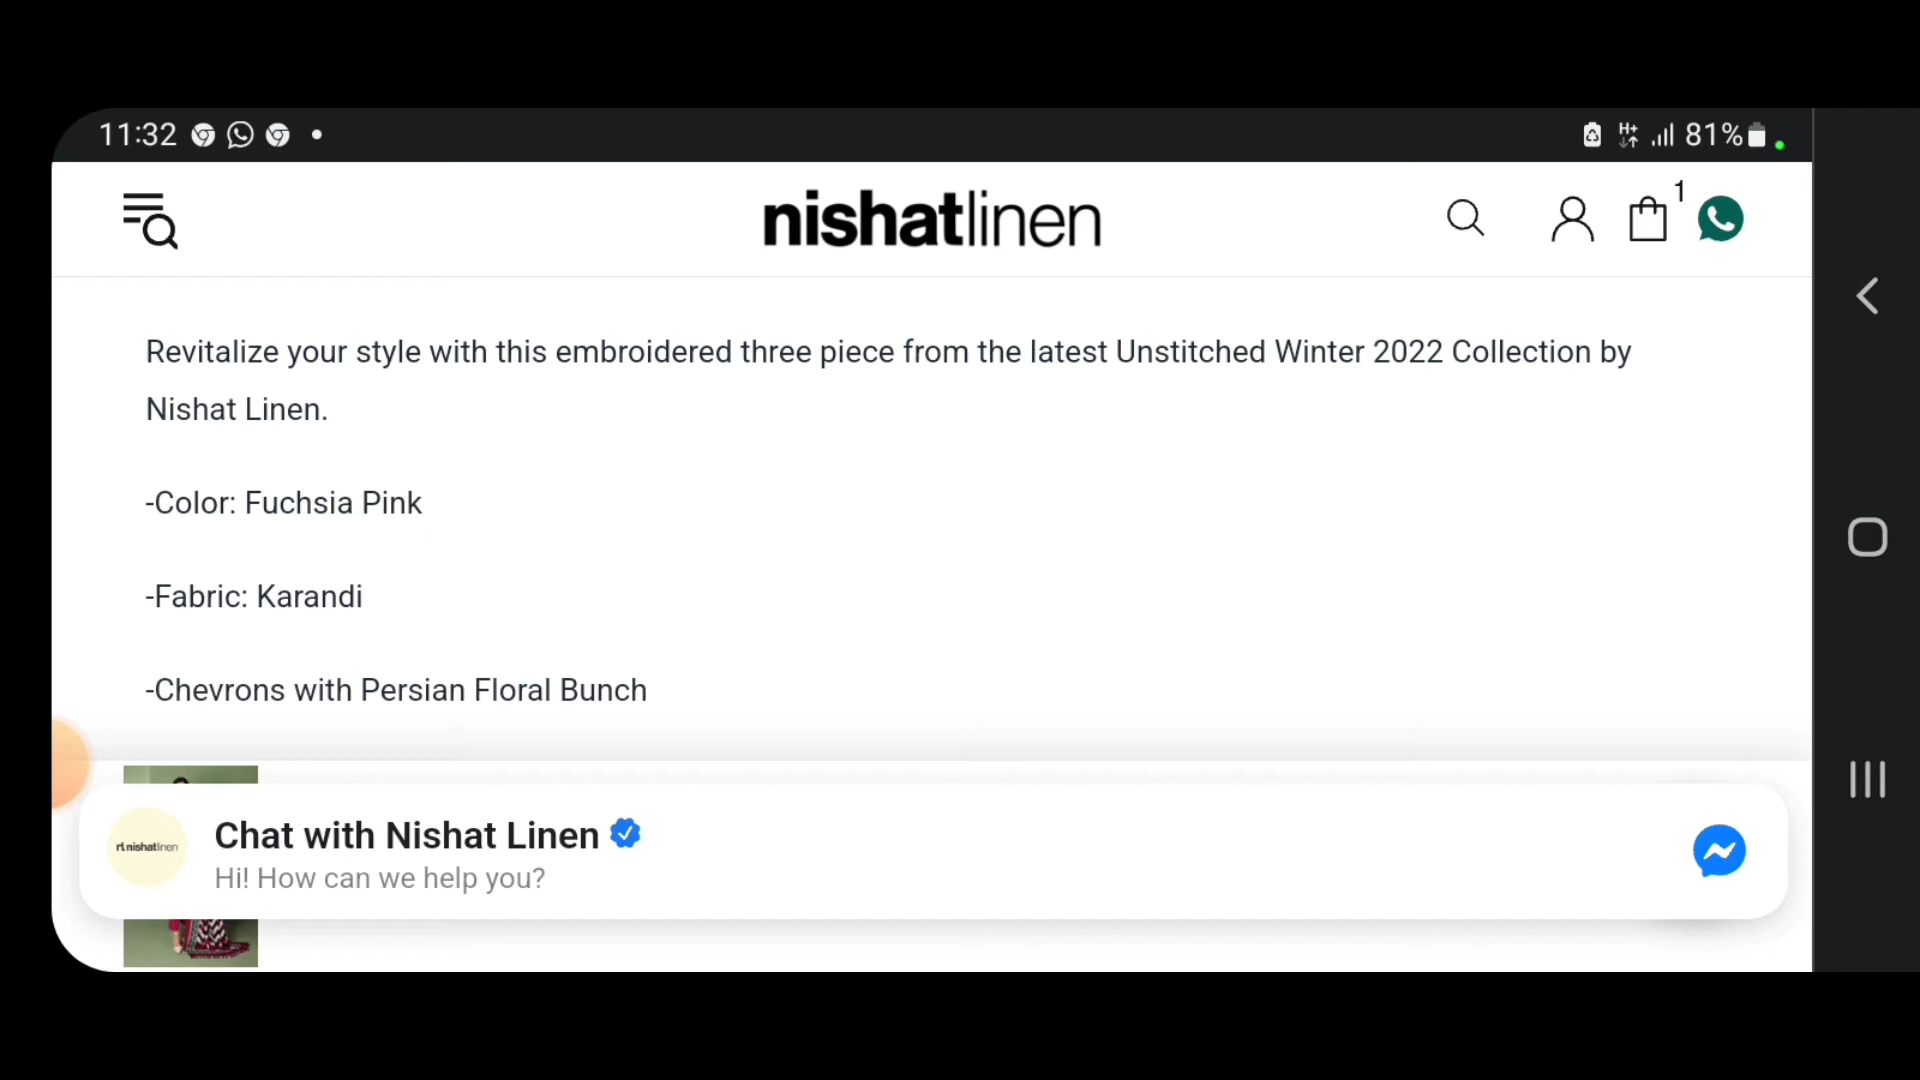 11:32
H+
81%
nishatlinen
1
Revitalize your style with this embroidered three piece from the latest Unstitched Winter 2022 Collection by
Nishat Linen.
-Color: Fuchsia Pink
-Fabric: Karandi
-Chevrons with Persian Floral Bunch
nishatlinen
Chat with Nishat Linen
Hi! How can we help you?